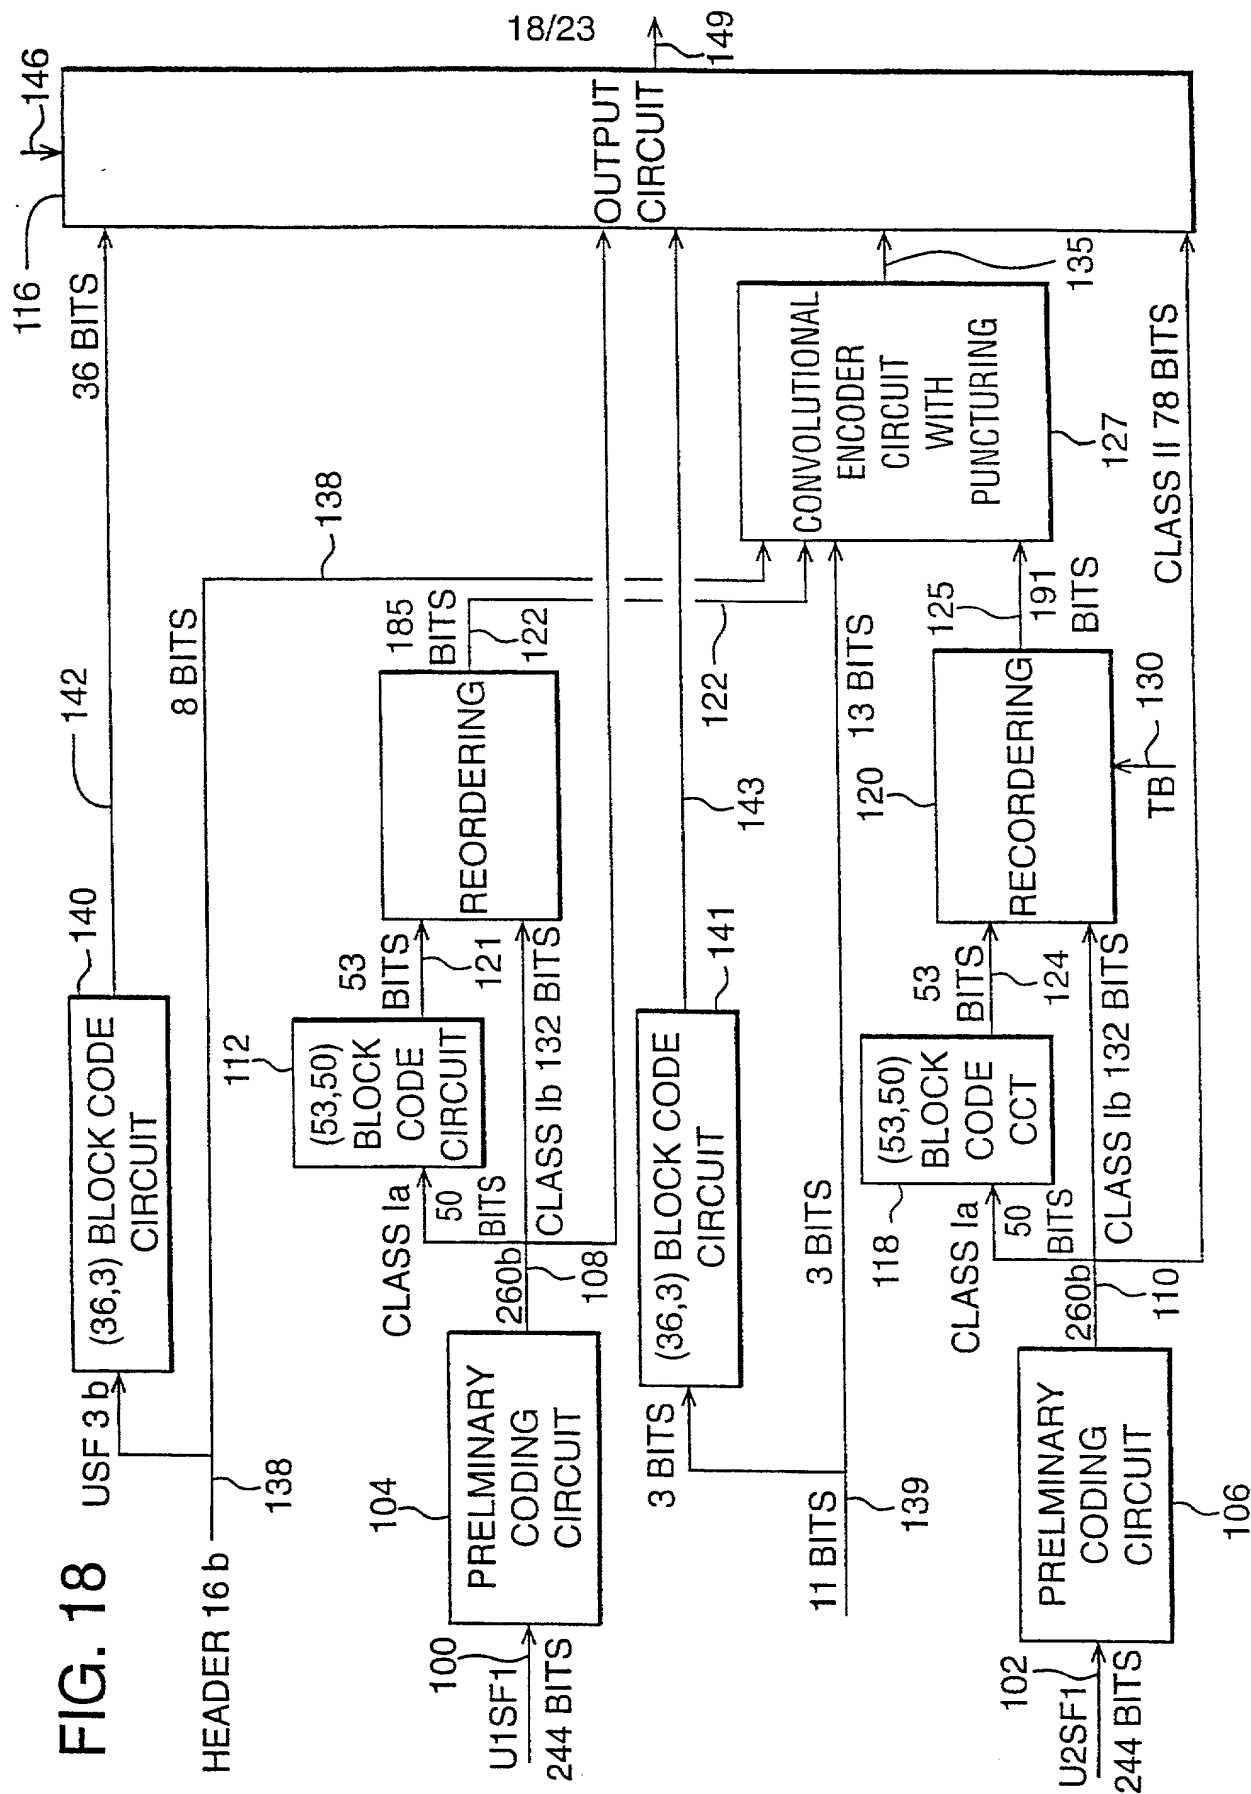 FIG. 18
18/23
HEADER 16 b
138
USF 3 b
(36,3) BLOCK CODE
CIRCUIT
140
142
36 BITS
116
146
149
OUTPUT
CIRCUIT
8 BITS
138
U1SF1
100
244 BITS
104
PRELMINARY
CODING
CIRCUIT
260b
108
CLASS Ia
50
BITS
112
(53,50)
BLOCK
CODE
CIRCUIT
53
BITS
121
CLASS Ib 132 BITS
REORDERING
185
BITS
122
122
3 BITS
(36,3) BLOCK CODE
CIRCUIT
141
143
11 BITS
139
3 BITS
13 BITS
CONVOLUTIONAL
ENCODER
CIRCUIT
WITH
PUNCTURING
127
135
U2SF1
102
244 BITS
PRELMINARY
CODING
CIRCUIT
106
260b
110
CLASS Ia
50
BITS
118
(53,50)
BLOCK
CODE
CCT
53
BITS
124
CLASS Ib 132 BITS
120
RECORDERING
TB
130
125
191
BITS
CLASS II 78 BITS